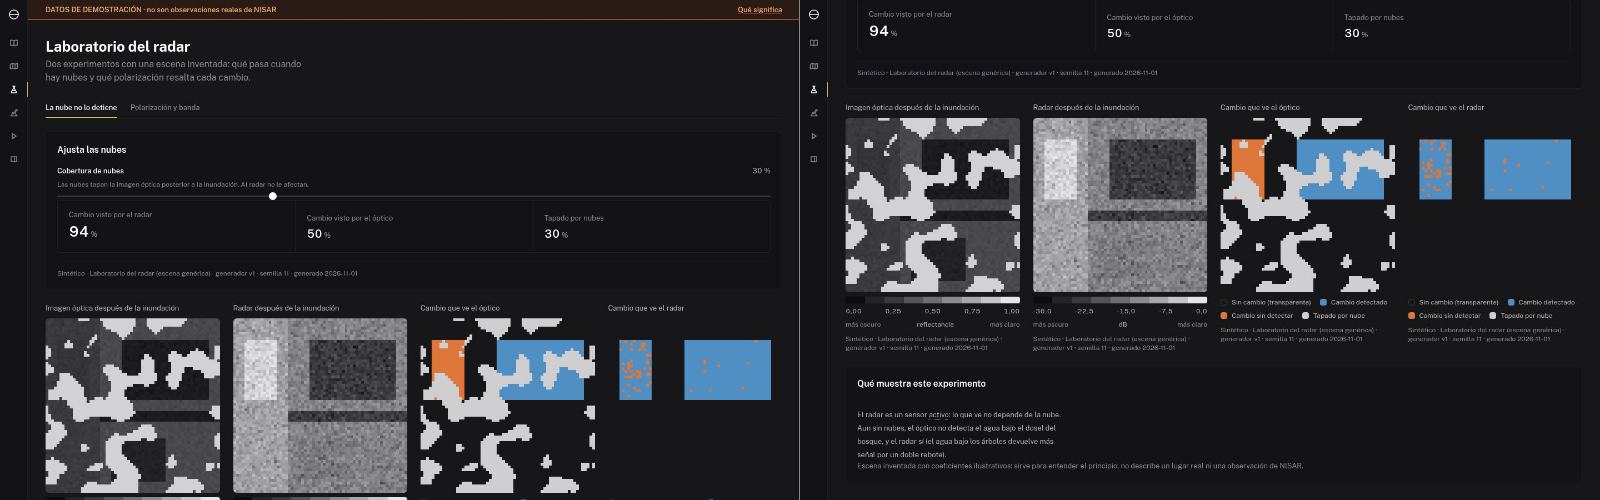 DATOS DE DEMOSTRACIÓN · no son observaciones reales de NISAR
Qué significa
Laboratorio del radar
Dos experimentos con una escena inventada: qué pasa cuando
hay nubes y qué polarización resalta cada cambio.
La nube no lo detiene
Polarización y banda
Ajusta las nubes
Cobertura de nubes
30 %
Las nubes tapan la imagen óptica posterior a la inundación. Al radar no le afectan.
Cambio visto por el radar
94 %
Cambio visto por el óptico
50 %
Tapado por nubes
30 %
Sintético · Laboratorio del radar (escena genérica) · generador v1 · semilla 11 · generado 2026-11-01
Imagen óptica después de la inundación
Radar después de la inundación
Cambio que ve el óptico
Cambio que ve el radar
Cambio visto por el radar
94 %
Cambio visto por el óptico
50 %
Tapado por nubes
30 %
Sintético · Laboratorio del radar (escena genérica) · generador v1 · semilla 11 · generado 2026-11-01
Imagen óptica después de la inundación
Radar después de la inundación
Cambio que ve el óptico
Cambio que ve el radar
0,00 0,25 0,50 0,75 1,00
más oscuro reflectancia más claro
Sintético · Laboratorio del radar (escena genérica) ·
generador v1 · semilla 11 · generado 2026-11-01
-30,0 -22,5 -15,0 -7,5 0,0
más oscuro dB más claro
Sintético · Laboratorio del radar (escena genérica) ·
generador v1 · semilla 11 · generado 2026-11-01
Sin cambio (transparente) Cambio detectado
Cambio sin detectar Tapado por nube
Sintético · Laboratorio del radar (escena genérica) ·
generador v1 · semilla 11 · generado 2026-11-01
Sin cambio (transparente) Cambio detectado
Cambio sin detectar Tapado por nube
Sintético · Laboratorio del radar (escena genérica) ·
generador v1 · semilla 11 · generado 2026-11-01
Qué muestra este experimento
El radar es un sensor activo: lo que ve no depende de la nube.
Aun sin nubes, el óptico no detecta el agua bajo el dosel del
bosque, y el radar sí (el agua bajo los árboles devuelve más
señal por un doble rebote).
Escena inventada con coeficientes ilustrativos: sirve para entender el principio, no describe un lugar real ni una observación de NISAR.